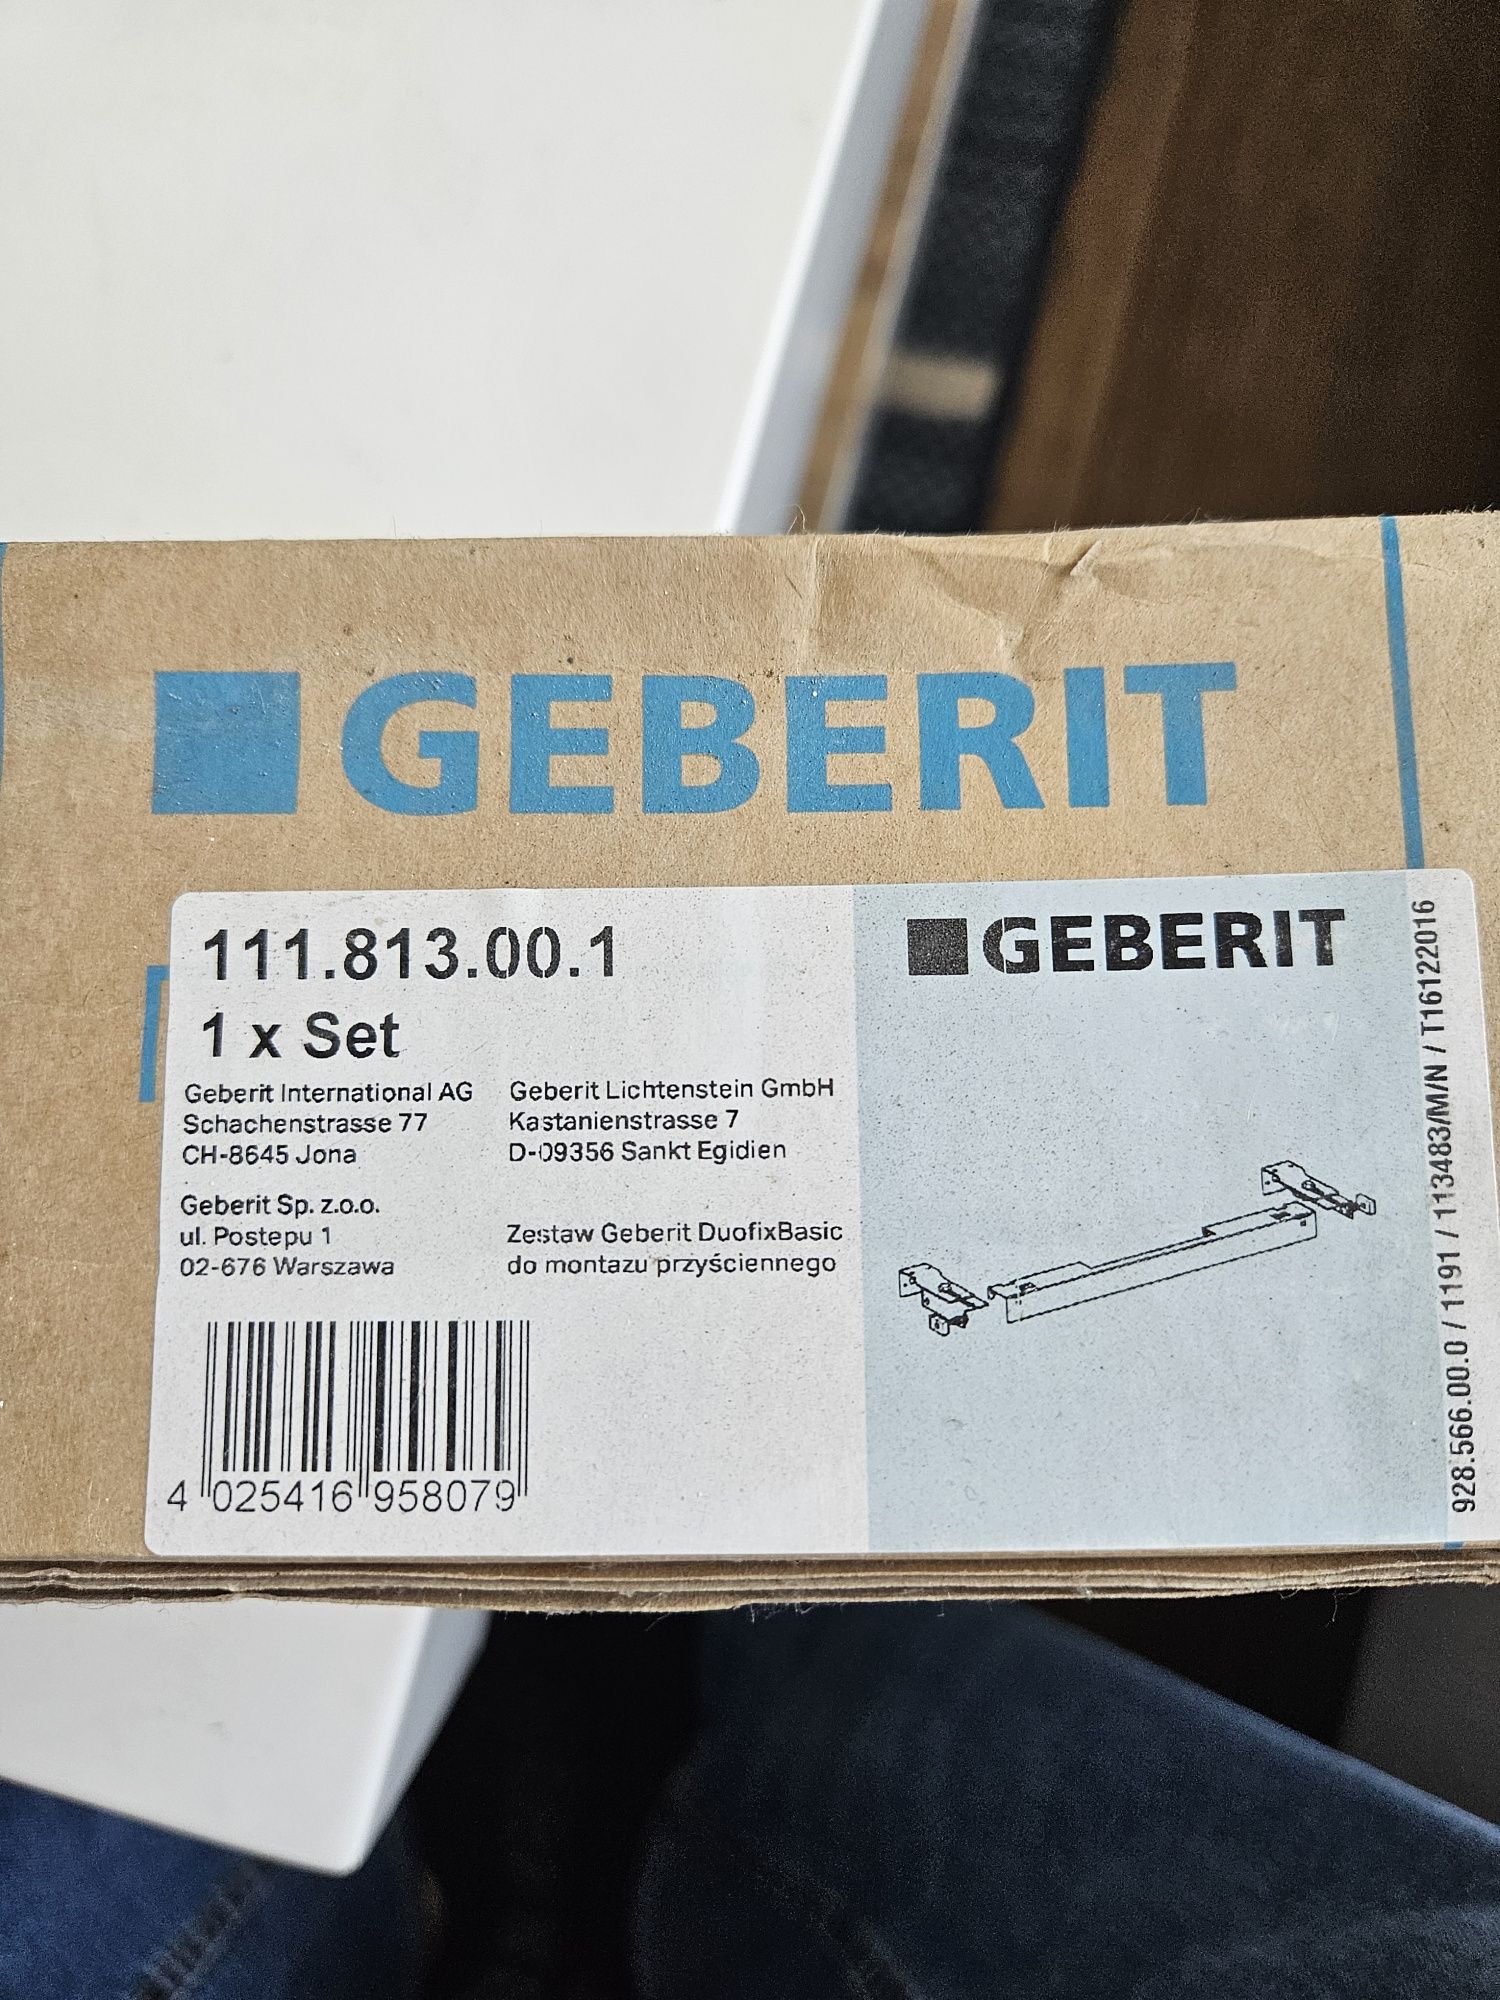 GEBERIT
111.813.00.1
GEBERIT
1 x Set
Geberit International AG
Schachenstrasse 77
CH-8645 Jona
Geberit Lichtenstein GmbH
Kastanienstrasse 7
D-09356 Sankt Egidien
Geberit Sp. z.o.o.
ul. Postepu 1
02-676 Warszawa
Zestaw Geberit DuofixBasic
do montazu przyściennego
4 025416 958079
928.566.00.0 / 1191 / 113483/M/N / T16122016